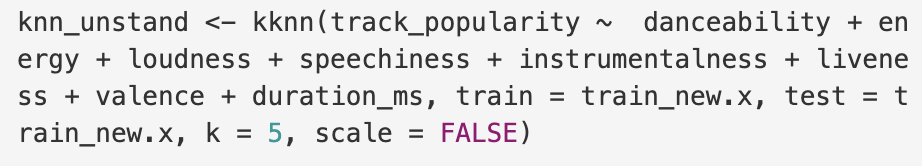 knn_unstand <- kknn(track_popularity ~  danceability + en
ergy + loudness + speechiness + instrumentalness + livene
ss + valence + duration_ms, train = train_new.x, test = t
rain_new.x, k = 5, scale = FALSE)